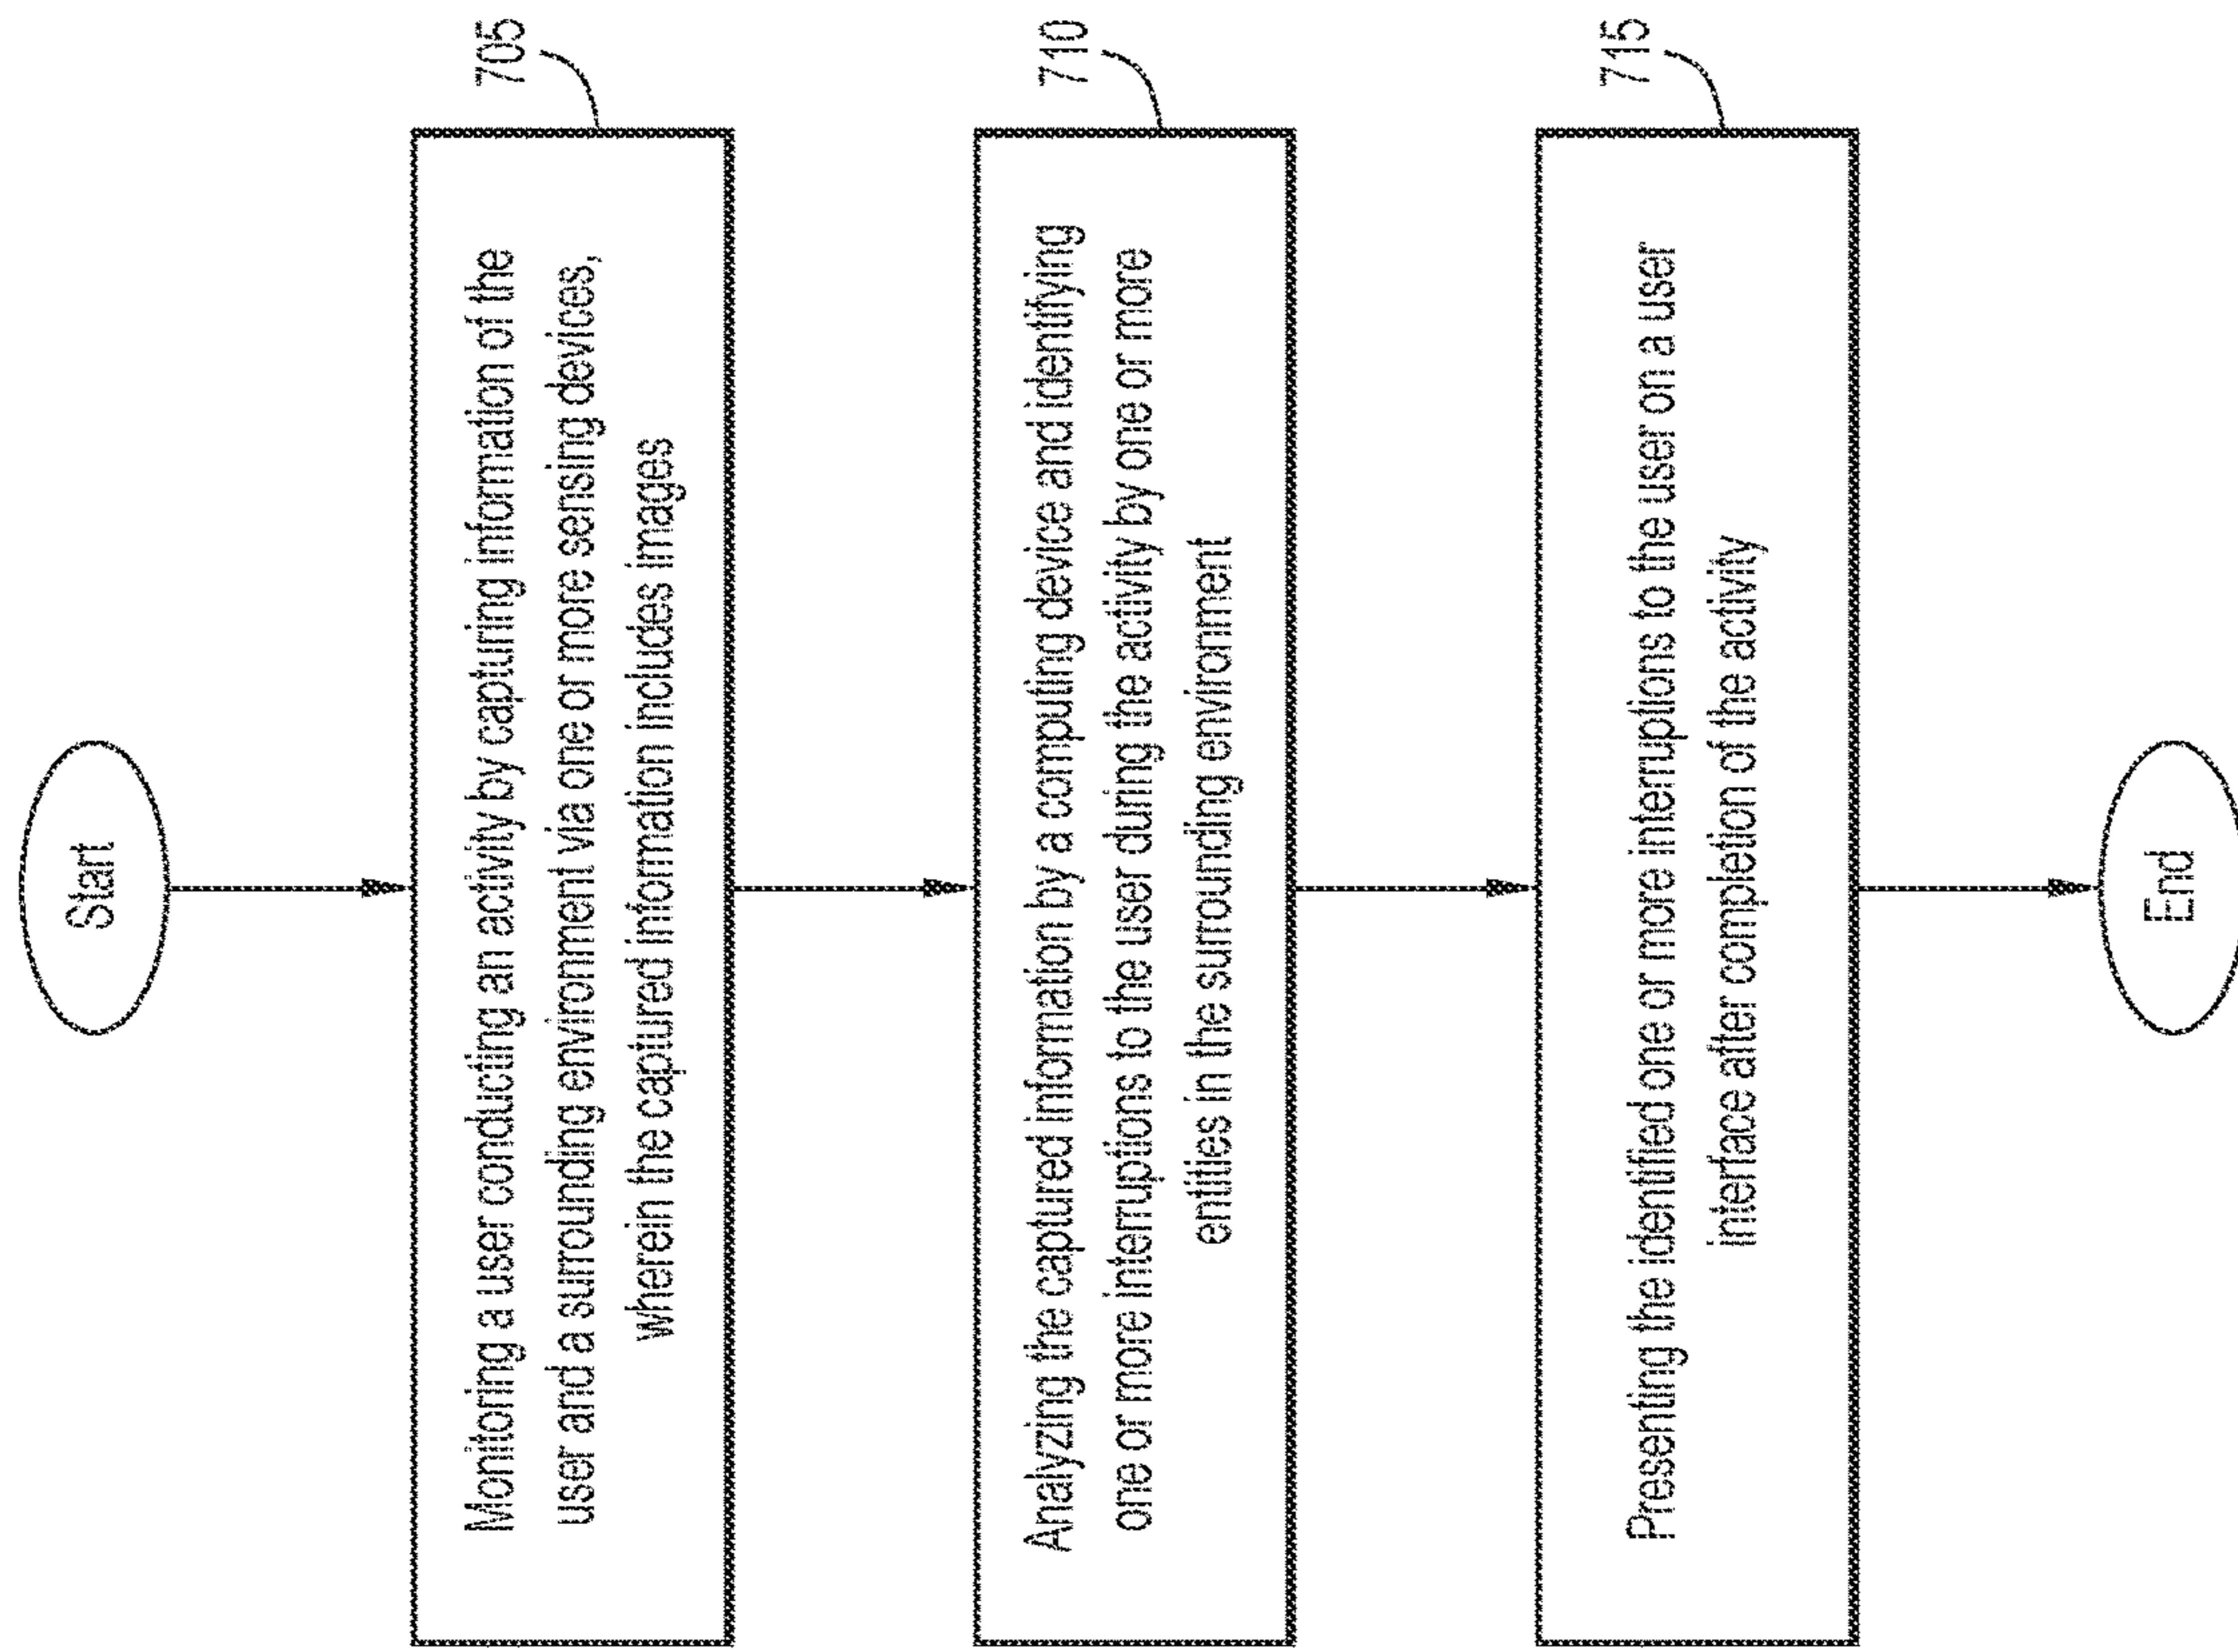 Start
705
Monitoring a user conducting an activity by capturing information of the
user and a surrounding environment via one or more sensing devices,
wherein the captured information includes images
710
Analyzing the captured information by a computing device and identifying
one or more interruptions to the user during the activity by one or more
entities in the surrounding environment
715
Presenting the identified one or more interruptions to the user on a user
interface after completion of the activity
End